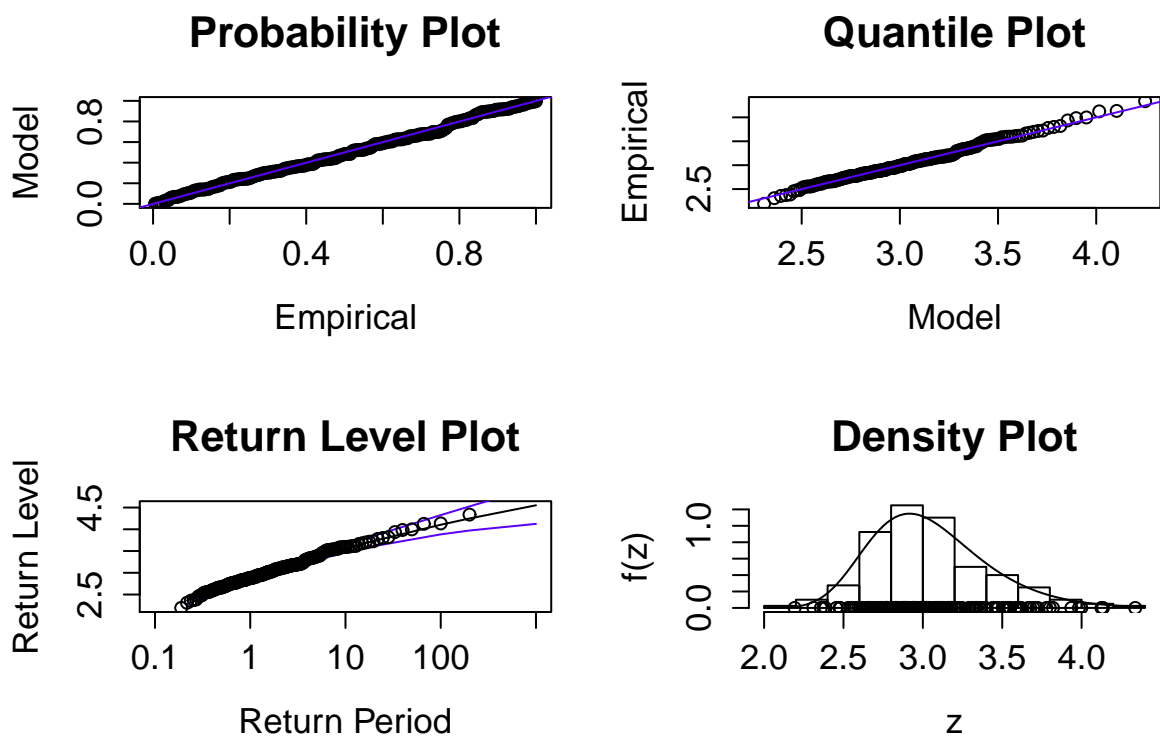 Probability Plot
Model
0.0 0.8
0.0 0.4 0.8
Empirical
Quantile Plot
Empirical
2.5
2.5 3.0 3.5 4.0
Model
Return Level Plot
Return Level
2.5 4.5
0.1 1 10 100
Return Period
Density Plot
f(z)
0.0 1.0
2.0 2.5 3.0 3.5 4.0
z